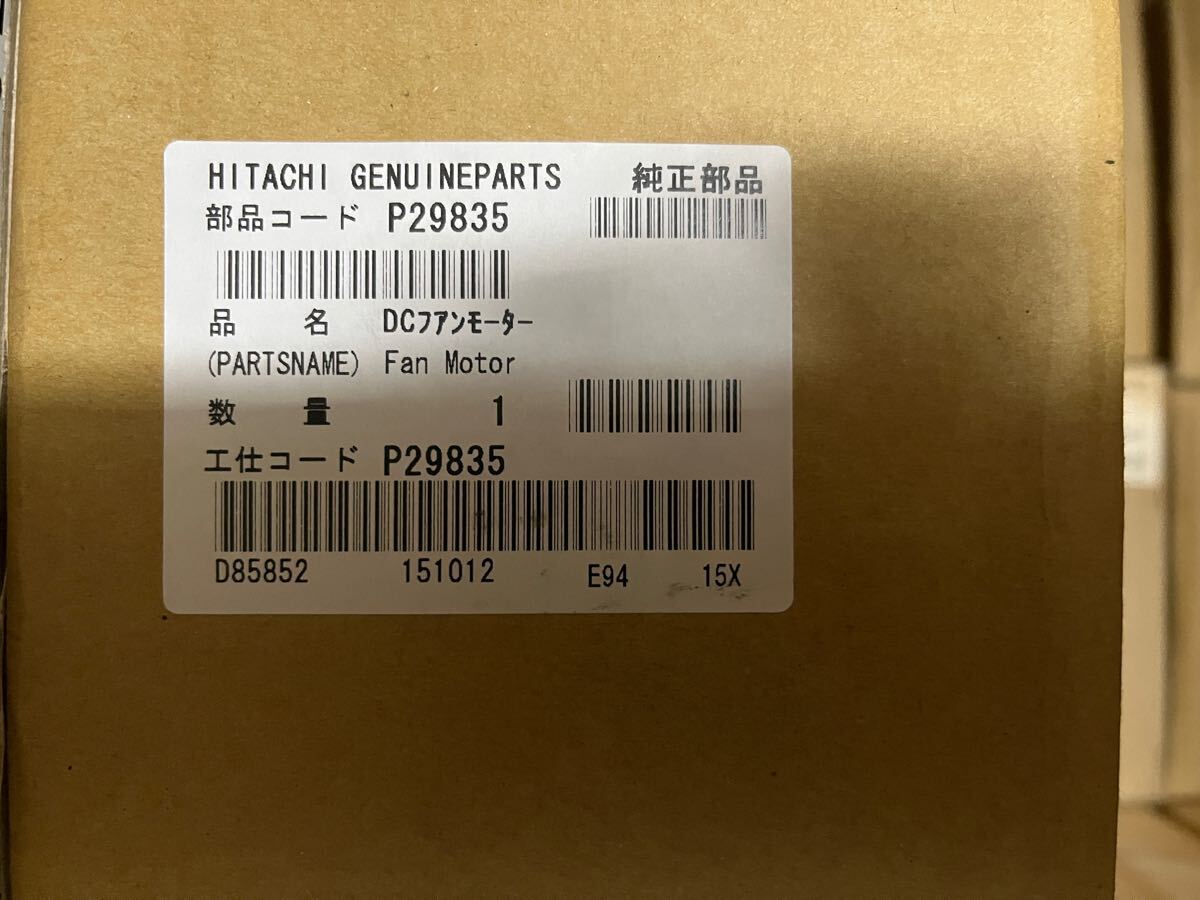 HITACHI GENUINEPARTS 純正部品
部品コード P29835
品 名 DCフアンモーター
(PARTSNAME) Fan Motor
数 量 1
工仕コード P29835
D85852 151012 E94 15X